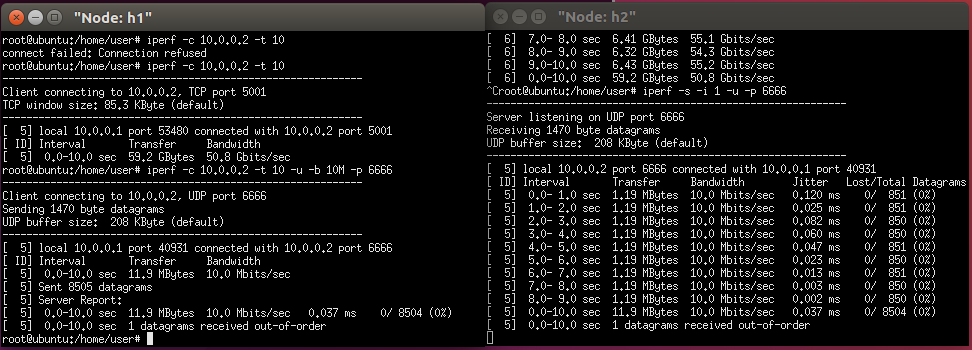 "Node: h1"
root@ubuntu:/home/user# iperf -c 10.0.0.2 -t 10
connect failed: Connection refused
root@ubuntu:/home/user# iperf -c 10.0.0.2 -t 10
------------------------------------------------------------
Client connecting to 10.0.0.2, TCP port 5001
TCP window size: 85.3 KByte (default)
------------------------------------------------------------
[  5] local 10.0.0.1 port 53480 connected with 10.0.0.2 port 5001
[ ID] Interval       Transfer     Bandwidth
[  5]  0.0-10.0 sec  59.2 GBytes  50.8 Gbits/sec
root@ubuntu:/home/user# iperf -c 10.0.0.2 -t 10 -u -b 10M -p 6666
------------------------------------------------------------
Client connecting to 10.0.0.2, UDP port 6666
Sending 1470 byte datagrams
UDP buffer size:  208 KByte (default)
------------------------------------------------------------
[  5] local 10.0.0.1 port 40931 connected with 10.0.0.2 port 6666
[ ID] Interval       Transfer     Bandwidth
[  5]  0.0-10.0 sec  11.9 MBytes  10.0 Mbits/sec
[  5] Sent 8505 datagrams
[  5] Server Report:
[  5]  0.0-10.0 sec  11.9 MBytes  10.0 Mbits/sec   0.037 ms    0/ 8504 (0%)
[  5]  0.0-10.0 sec  1 datagrams received out-of-order
root@ubuntu:/home/user#
"Node: h2"
[  6]  7.0- 8.0 sec  6.41 GBytes  55.1 Gbits/sec
[  6]  8.0- 9.0 sec  6.32 GBytes  54.3 Gbits/sec
[  6]  9.0-10.0 sec  6.43 GBytes  55.2 Gbits/sec
[  6]  0.0-10.0 sec  59.2 GBytes  50.8 Gbits/sec
^Croot@ubuntu:/home/user# iperf -s -i 1 -u -p 6666
------------------------------------------------------------
Server listening on UDP port 6666
Receiving 1470 byte datagrams
UDP buffer size:  208 KByte (default)
------------------------------------------------------------
[  5] local 10.0.0.2 port 6666 connected with 10.0.0.1 port 40931
[ ID] Interval       Transfer     Bandwidth        Jitter   Lost/Total Datagrams
[  5]  0.0- 1.0 sec  1.19 MBytes  10.0 Mbits/sec   0.120 ms    0/  851 (0%)
[  5]  1.0- 2.0 sec  1.19 MBytes  10.0 Mbits/sec   0.025 ms    0/  851 (0%)
[  5]  2.0- 3.0 sec  1.19 MBytes  10.0 Mbits/sec   0.082 ms    0/  850 (0%)
[  5]  3.0- 4.0 sec  1.19 MBytes  10.0 Mbits/sec   0.060 ms    0/  850 (0%)
[  5]  4.0- 5.0 sec  1.19 MBytes  10.0 Mbits/sec   0.047 ms    0/  851 (0%)
[  5]  5.0- 6.0 sec  1.19 MBytes  10.0 Mbits/sec   0.023 ms    0/  850 (0%)
[  5]  6.0- 7.0 sec  1.19 MBytes  10.0 Mbits/sec   0.013 ms    0/  851 (0%)
[  5]  7.0- 8.0 sec  1.19 MBytes  10.0 Mbits/sec   0.003 ms    0/  850 (0%)
[  5]  8.0- 9.0 sec  1.19 MBytes  10.0 Mbits/sec   0.002 ms    0/  850 (0%)
[  5]  0.0-10.0 sec  11.9 MBytes  10.0 Mbits/sec   0.037 ms    0/ 8504 (0%)
[  5]  0.0-10.0 sec  1 datagrams received out-of-order